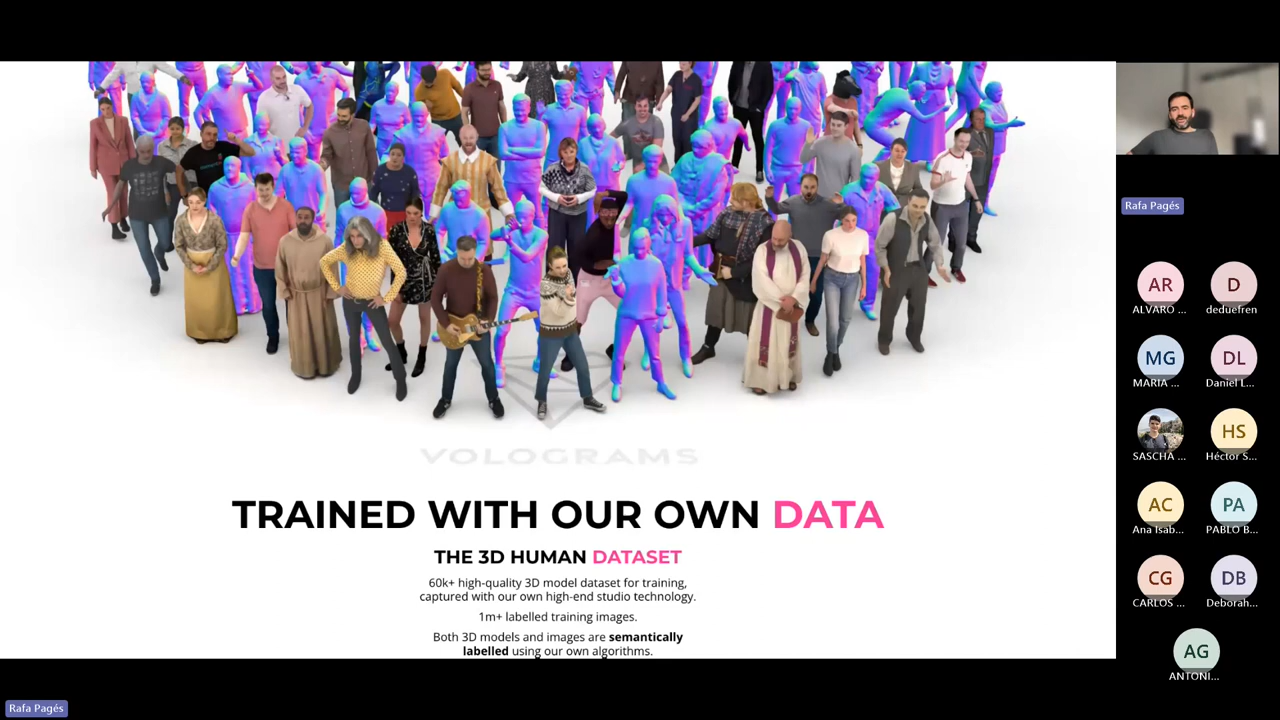 VOLOGRAMS
TRAINED WITH OUR OWN DATA
THE 3D HUMAN DATASET
60k+ high-quality 3D model dataset for training,
captured with our own high-end studio technology.
1m+ labelled training images.
Both 3D models and images are semantically
labelled using our own algorithms.
Rafa Pagés
AR
ALVARO ...
D
deduefren
MG
MARIA ...
DL
Daniel L...
SASCHA ...
HS
Héctor S...
AC
Ana Isab...
PA
PABLO B...
CG
CARLOS ...
DB
Deborah...
AG
ANTONI...
Rafa Pagés